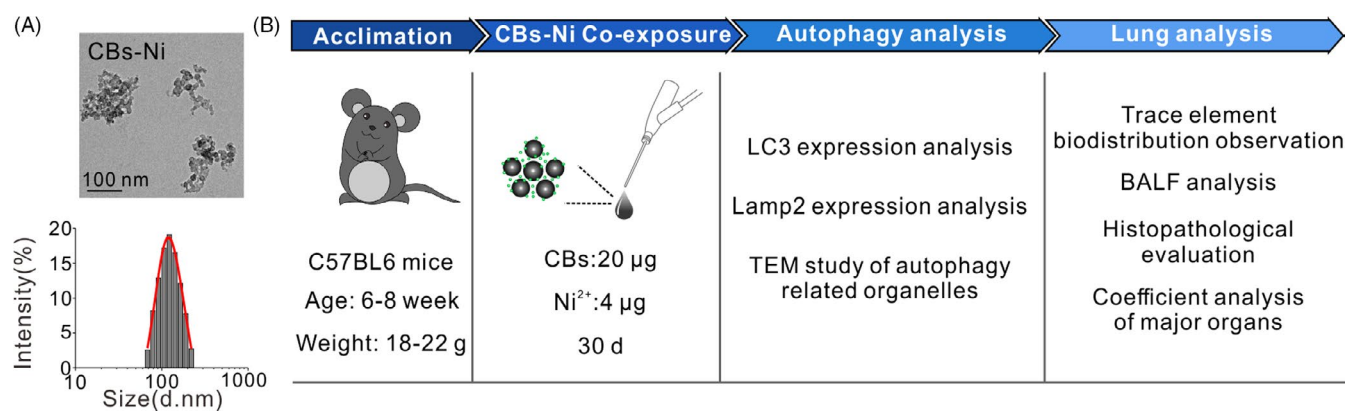 (A)
CBs-Ni
100 nm
Intensity(%)
20
15
10
5
0
10
100
1000
Size(d.nm)
(B)
Acclimation
CBs-Ni Co-exposure
Autophagy analysis
Lung analysis
C57BL6 mice
Age: 6-8 week
Weight: 18-22 g
CBs:20 μg
Ni²⁺:4 μg
30 d
LC3 expression analysis
Lamp2 expression analysis
TEM study of autophagy
related organelles
Trace element
biodistribution observation
BALF analysis
Histopathological
evaluation
Coefficient analysis
of major organs